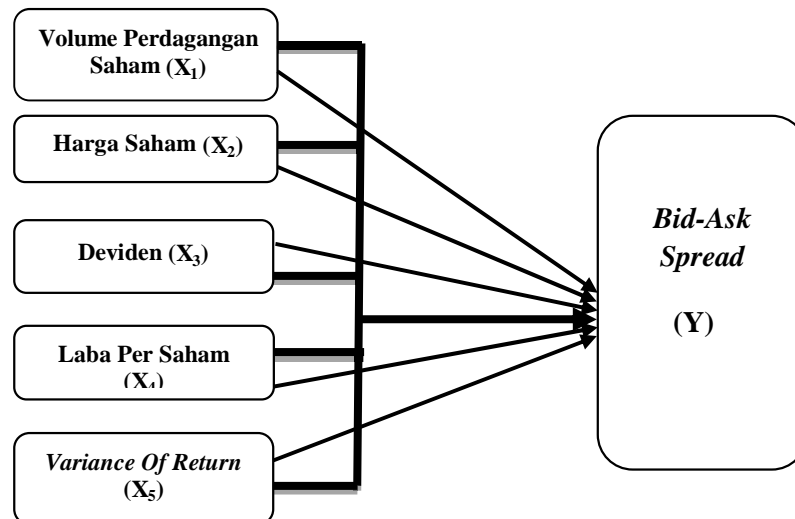 Volume Perdagangan
Saham (X1)
Harga Saham (X2)
Deviden (X3)
Laba Per Saham
(X4)
Variance Of Return
(X5)
Bid-Ask
Spread
(Y)